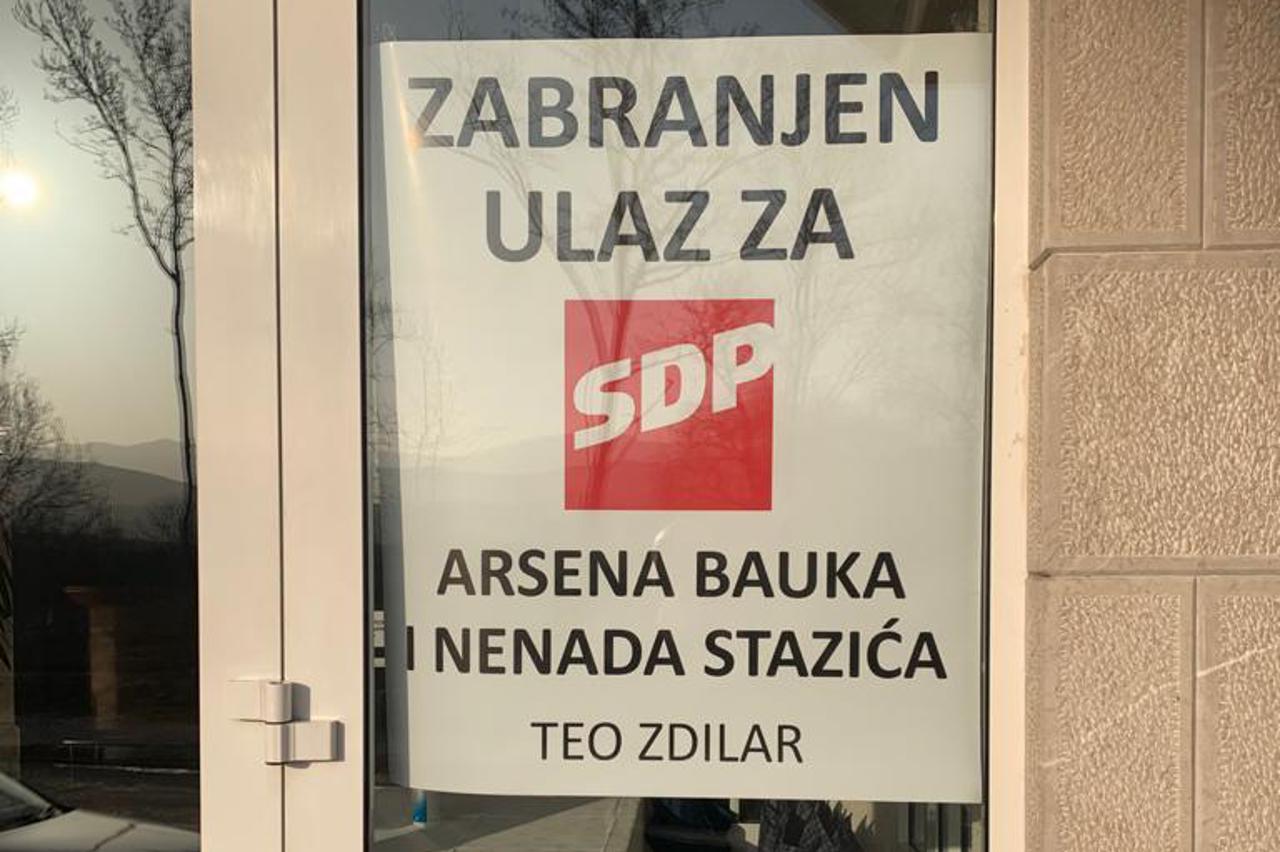 ZABRANJEN
ULAZ ZA
SDP
ARSENA BAUKA
I NENADA STAZIĆA
TEO ZDILAR